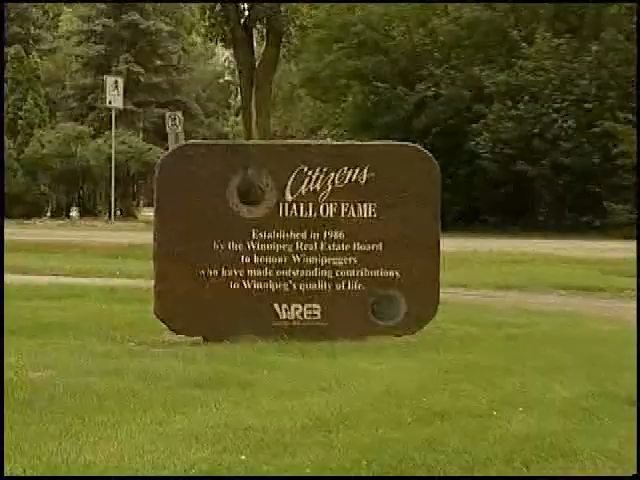 Citizens
HALL OF FAME
Established in 1986
by the Winnipeg Real Estate Board
to honour Winnipeggers
who have made outstanding contributions
to Winnipeg's quality of life.
WREB